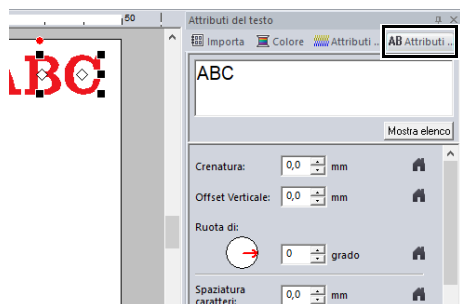 150
Attributi del testo
Importa Colore Attributi .. AB Attributi ..
ABC
ABC
Mostra elenco
Crenatura: 0,0 mm
Offset Verticale: 0,0 mm
Ruota di:
0 grado
Spaziatura
caratteri: 0,0 mm